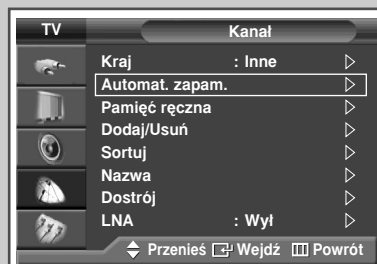 TV Kanał
Kraj : Inne
Automat. zapam.
Pamięć ręczna
Dodaj/Usuń
Sortuj
Nazwa
Dostrój
LNA : Wył
Przenieś Wejdź Powrót